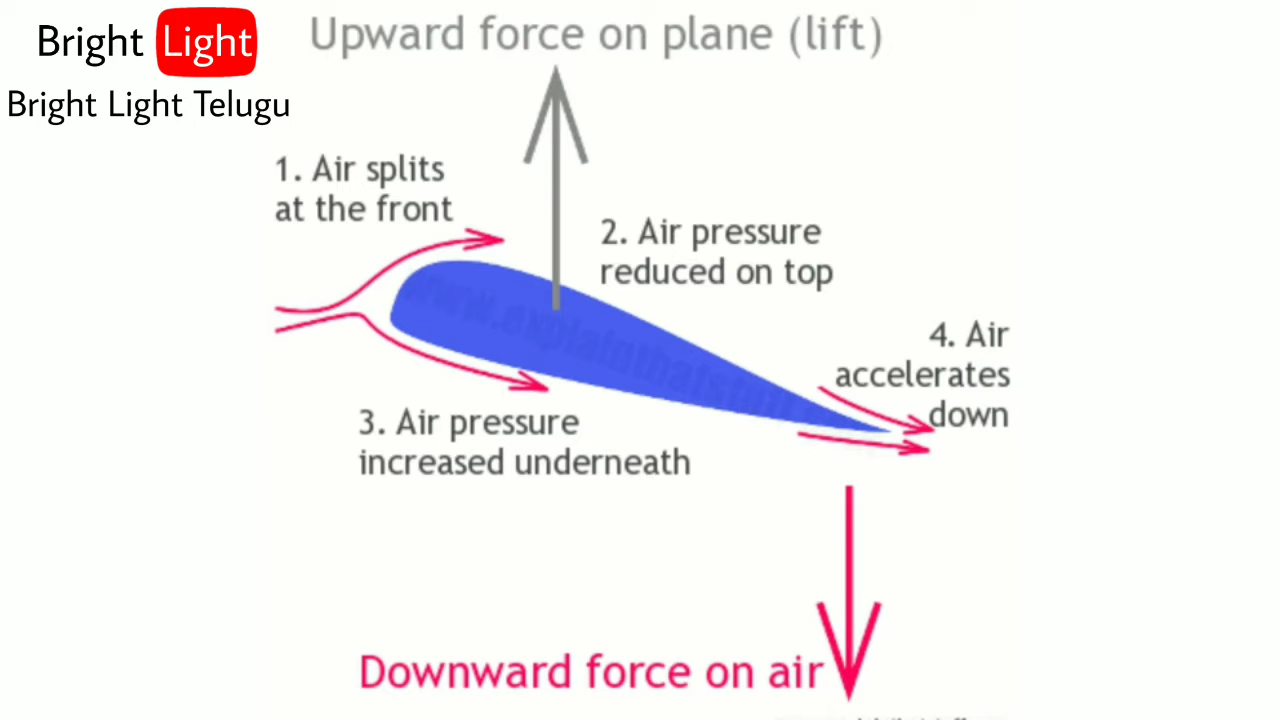 Bright Light
Bright Light Telugu
Upward force on plane (lift)
1. Air splits
at the front
2. Air pressure
reduced on top
4. Air
accelerates
down
3. Air pressure
increased underneath
Downward force on air